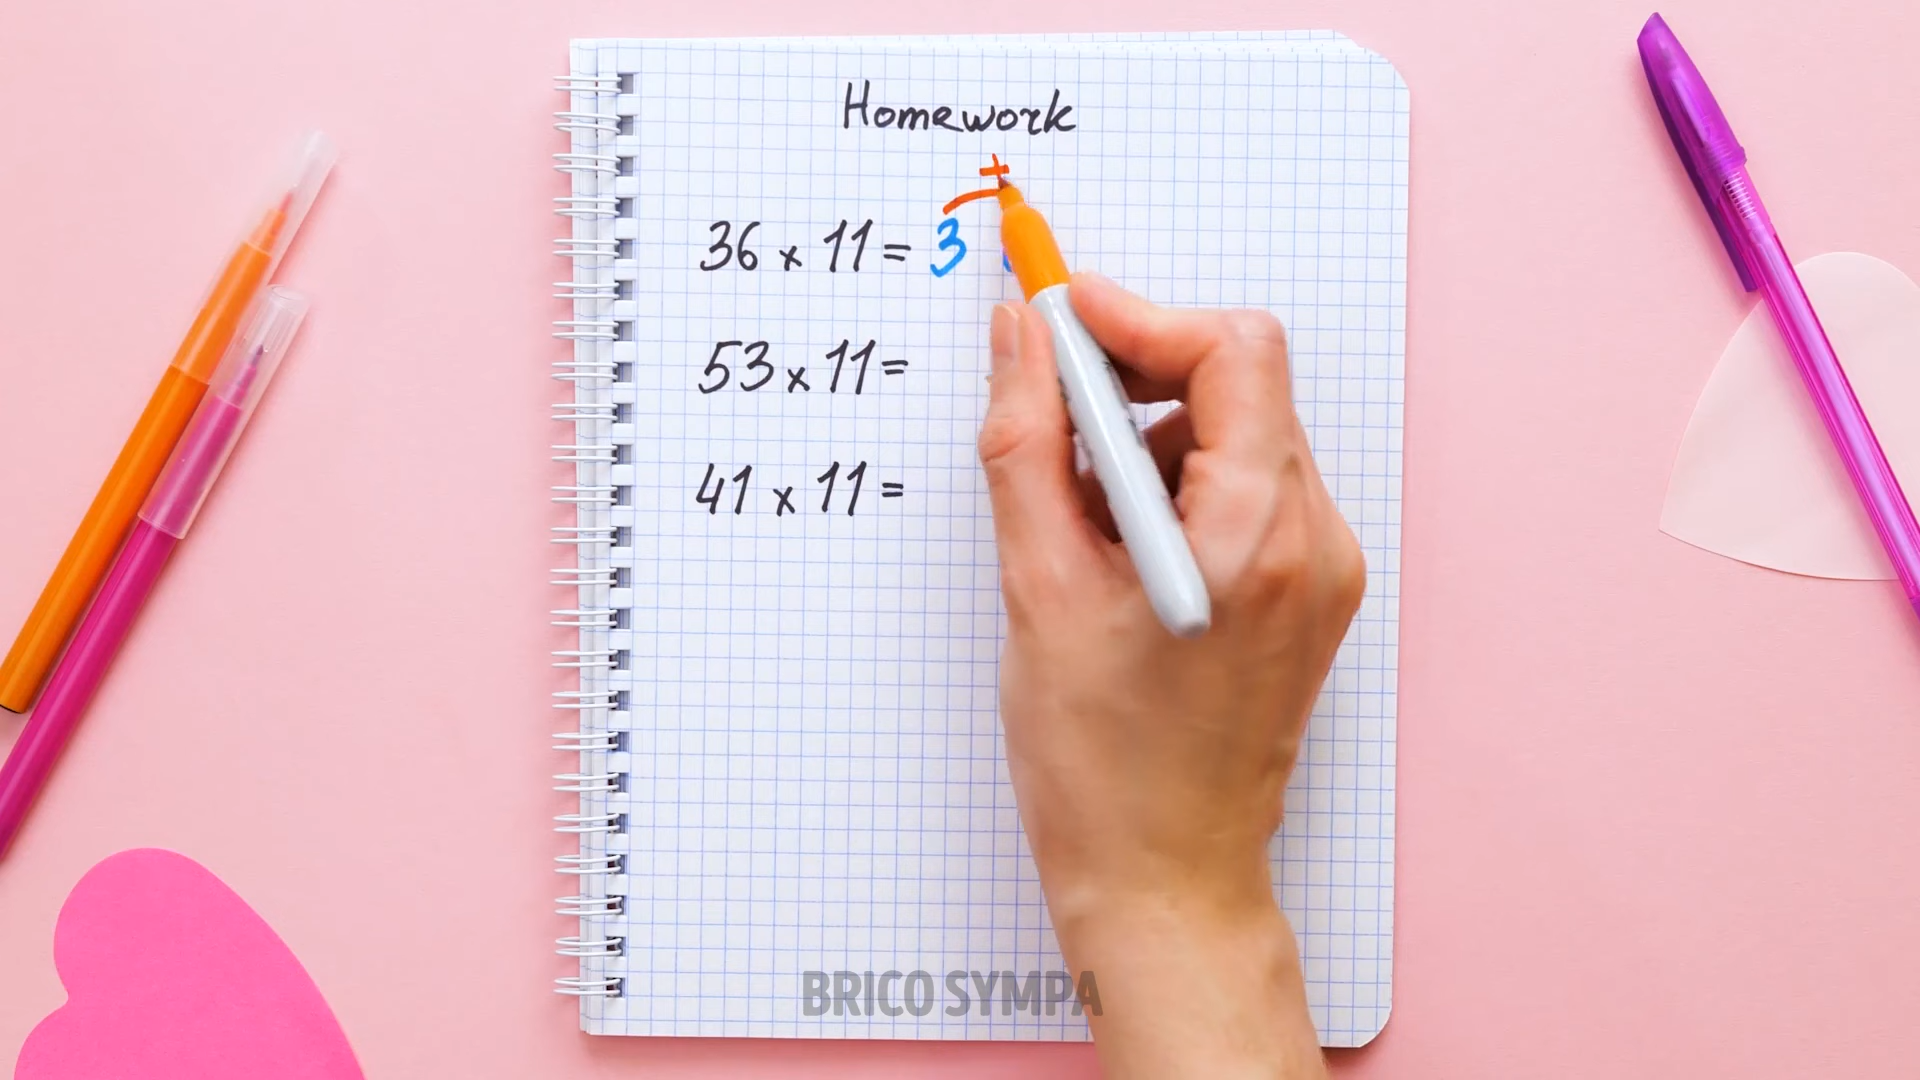 Homework
+
36 x 11 = 3
53 x 11 =
41 x 11 =
BRICO SYMPA